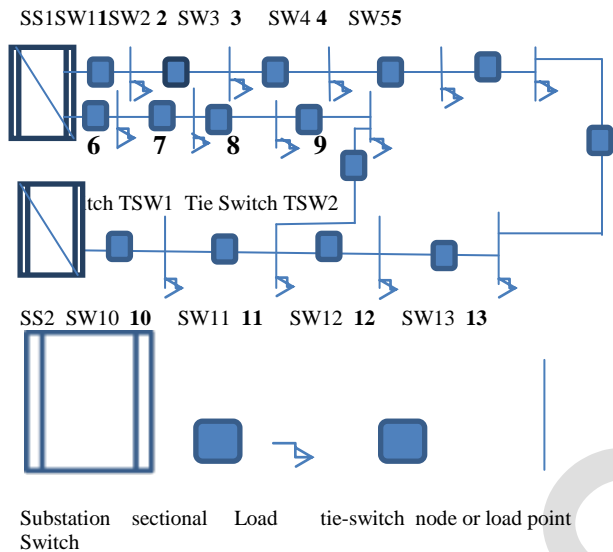 SS1SW11SW2 2 SW3 3 SW4 4 SW55
6 7 8 9
tch TSW1 Tie Switch TSW2
SS2 SW10 10 SW11 11 SW12 12 SW13 13
Substation sectional Load tie-switch node or load point
Switch